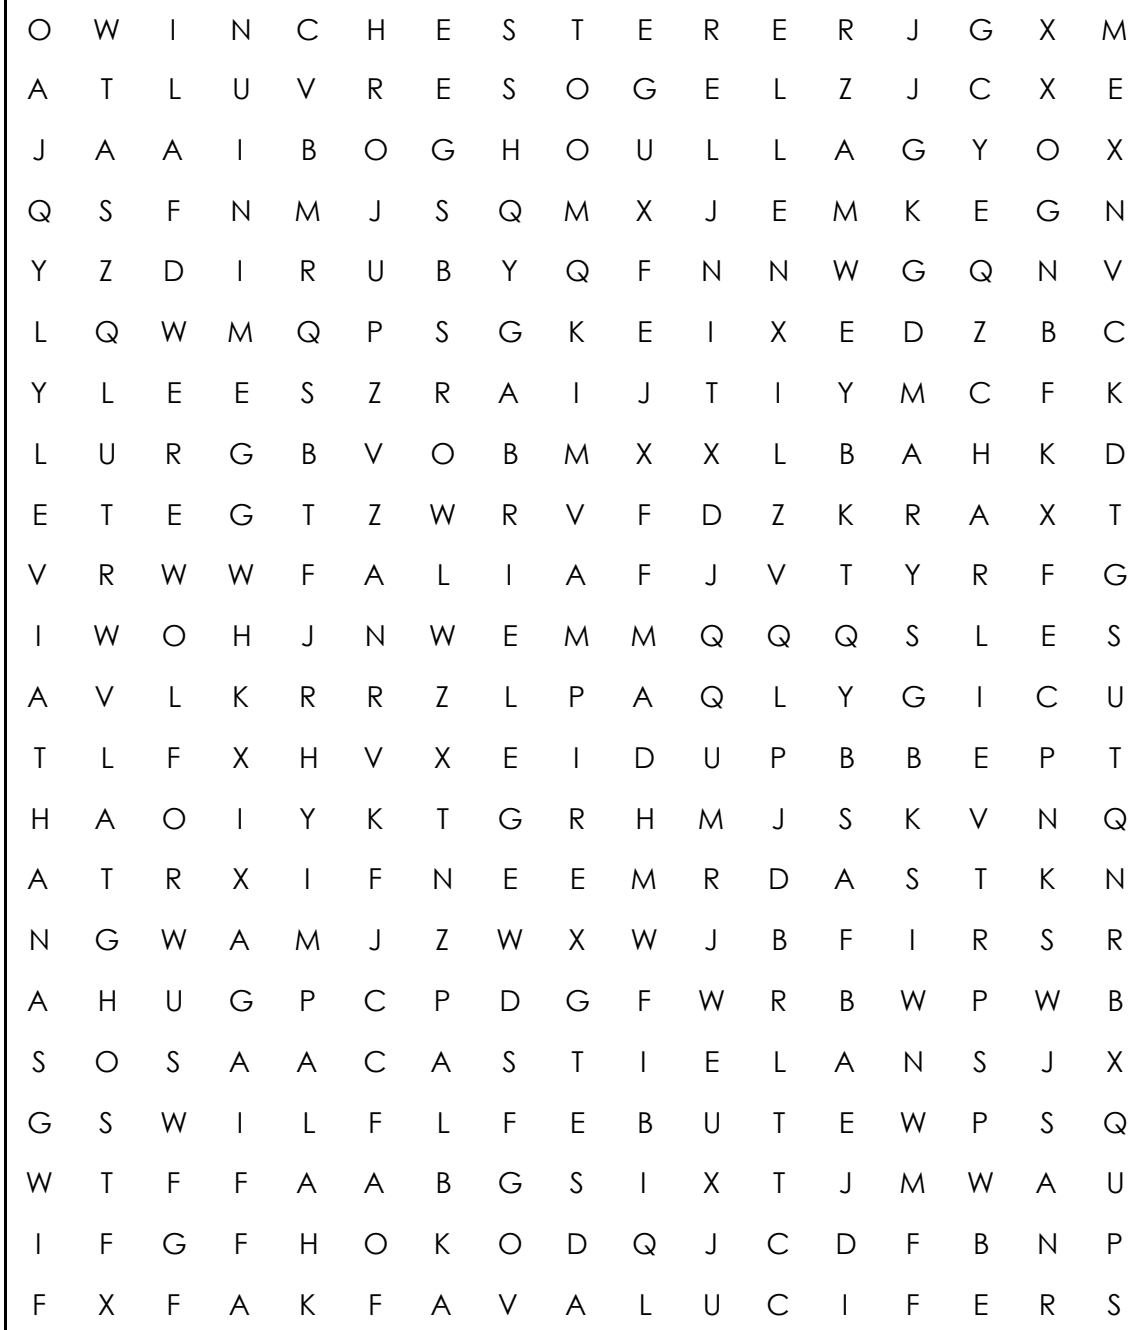 O W I N C H E S T E R E R J G X M
A T L U V R E S O G E L Z J C X E
J A A I B O G H O U L L A G Y O X
Q S F N M J S Q M X J E M K E G N
Y Z D I R U B Y Q F N N W G Q N V
L Q W M Q P S G K E I X E D Z B C
Y L E E S Z R A I J T I Y M C F K
L U R G B V O B M X X L B A H K D
E T E G T Z W R V F D Z K R A X T
V R W W F A L I A F J V T Y R F G
I W O H J N W E M M Q Q Q S L E S
A V L K R R Z L P A Q L Y G I C U
T L F X H V X E I D U P B B E P T
H A O I Y K T G R H M J S K V N Q
A T R X I F N E E M R D A S T K N
N G W A M J Z W X W J B F I R S R
A H U G P C P D G F W R B W P W B
S O S A A C A S T I E L A N S J X
G S W I L F L F E B U T E W P S Q
W T F F A A B G S I X T J M W A U
I F G F H O K O D Q J C D F B N P
F X F A K F A V A L U C I F E R S